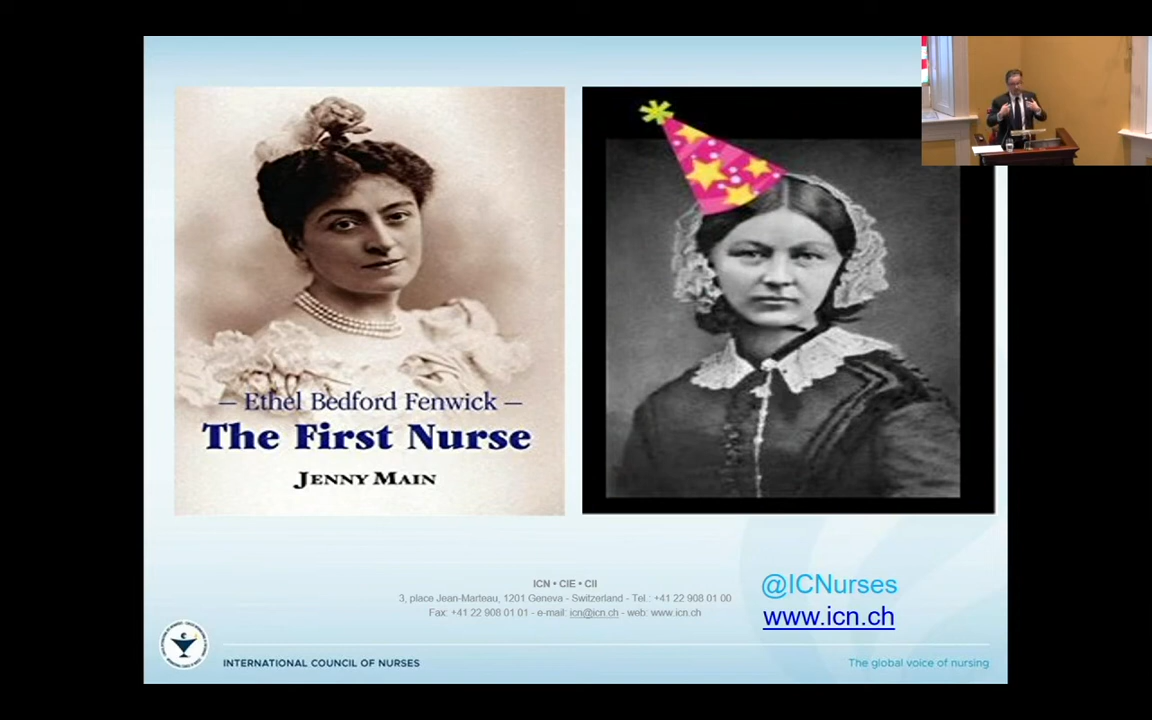 — Ethel Bedford Fenwick —
The First Nurse
JENNY MAIN
ICN • CIE • CII
3, place Jean-Marteau, 1201 Geneva - Switzerland - Tel.: +41 22 908 01 00
Fax: +41 22 908 01 01 - e-mail: icn@icn.ch - web: www.icn.ch
@ICNurses
www.icn.ch
INTERNATIONAL COUNCIL OF NURSES
The global voice of nursing